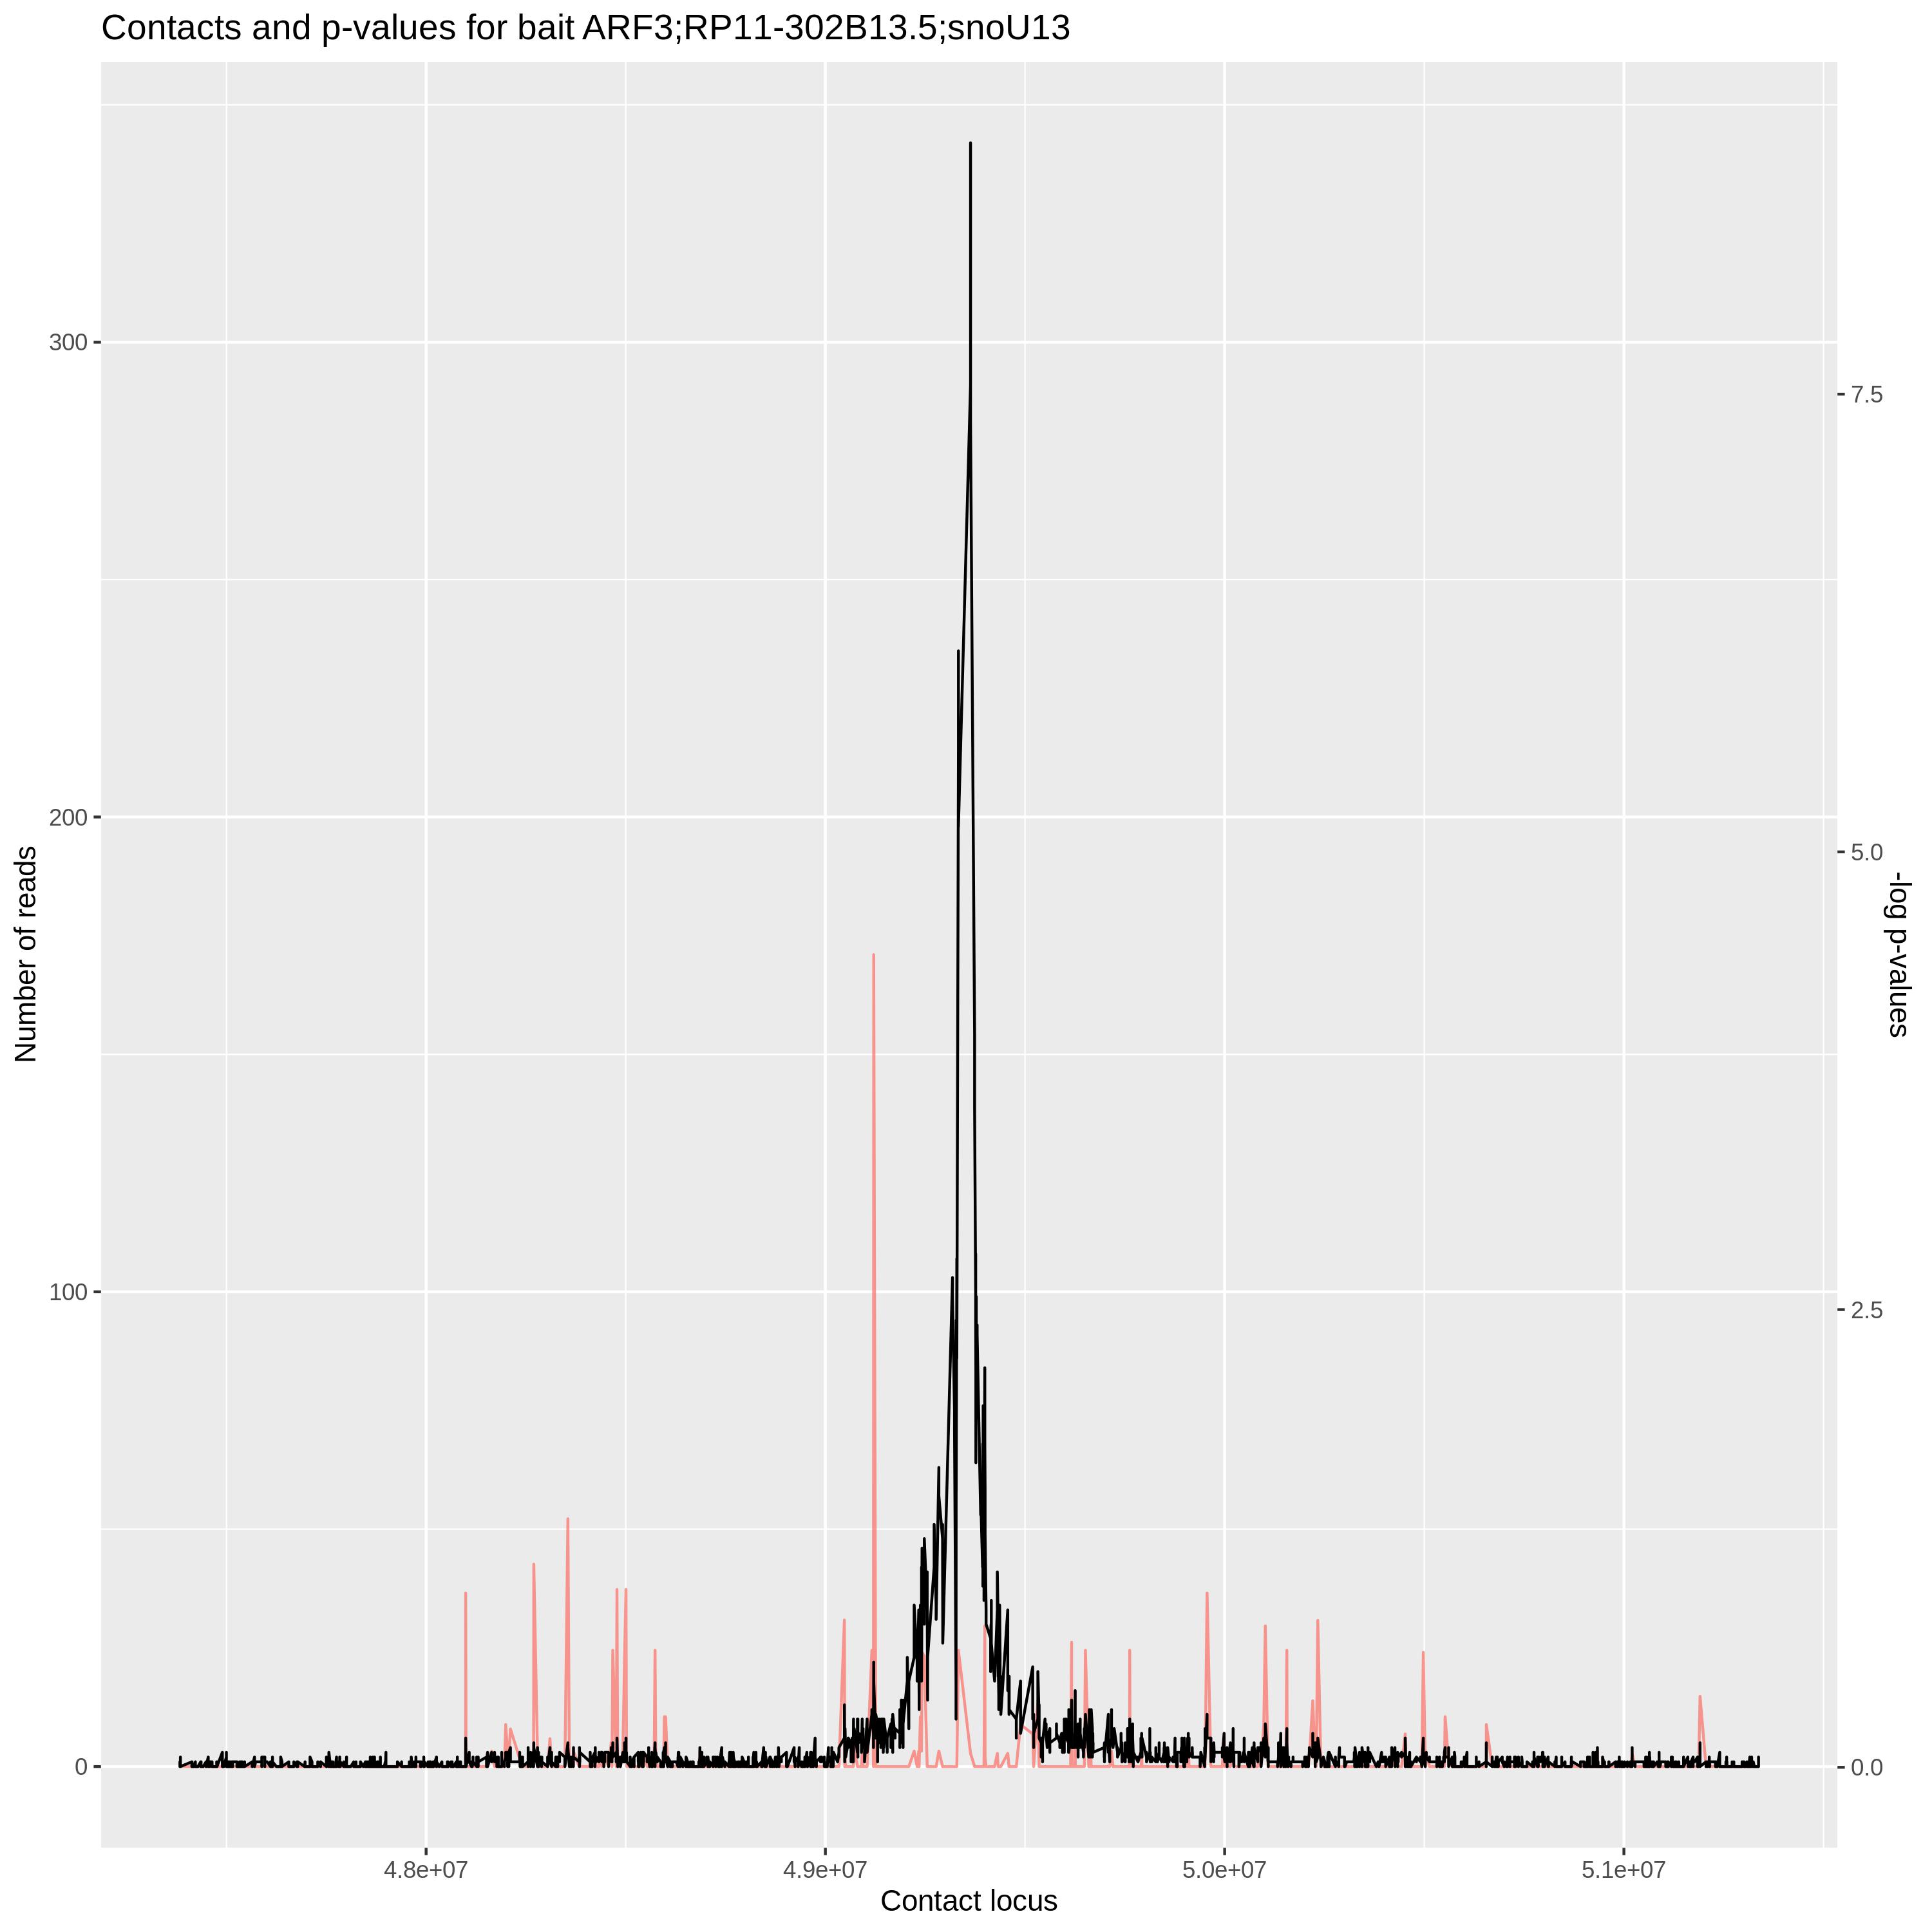 Contacts and p-values for bait ARF3;RP11-302B13.5;snoU13
Number of reads
300
200
100
0
7.5
5.0
2.5
0.0
-log p-values
4.8e+07
4.9e+07
5.0e+07
5.1e+07
Contact locus